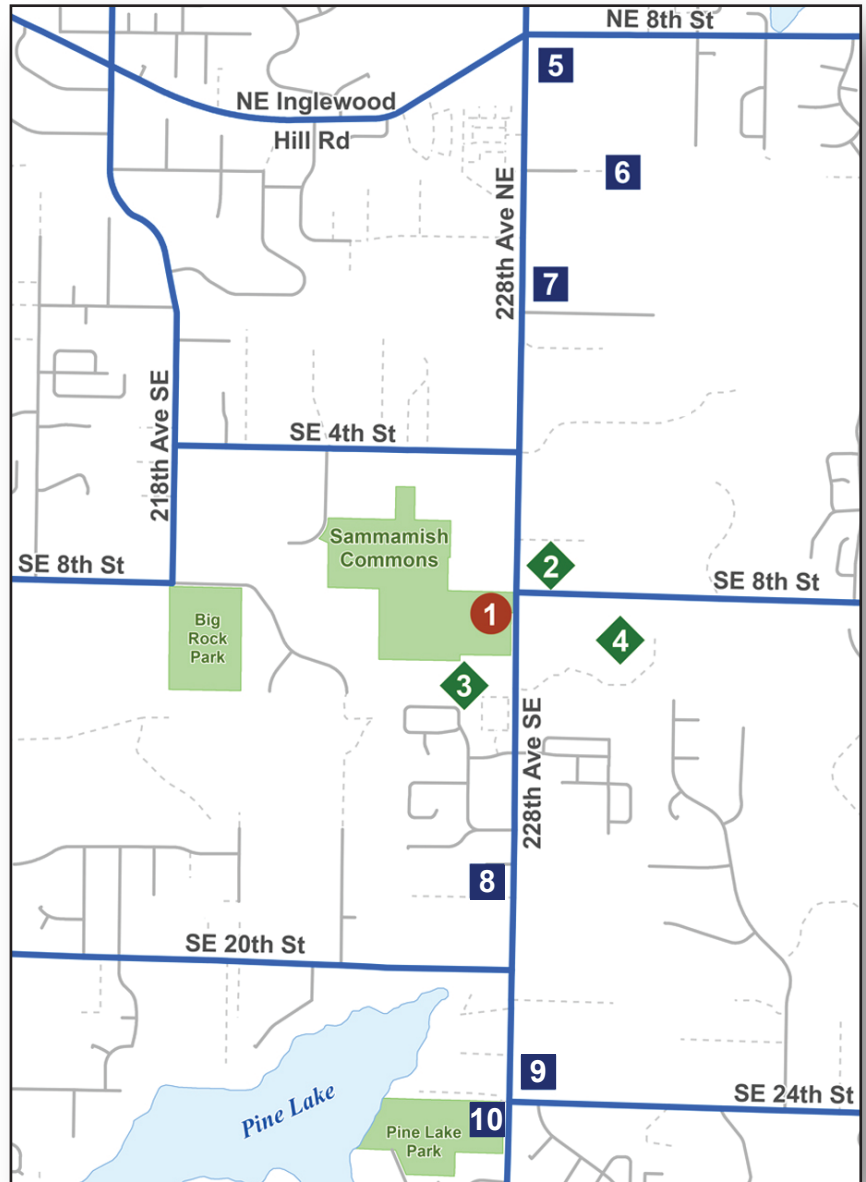 NE 8th St
5
NE Inglewood
Hill Rd
6
228th Ave NE
7
218th Ave SE
SE 4th St
Sammamish
Commons
SE 8th St
2
SE 8th St
1
Big
Rock
Park
4
3
228th Ave SE
8
SE 20th St
9
SE 24th St
Pine Lake
10
Pine Lake
Park